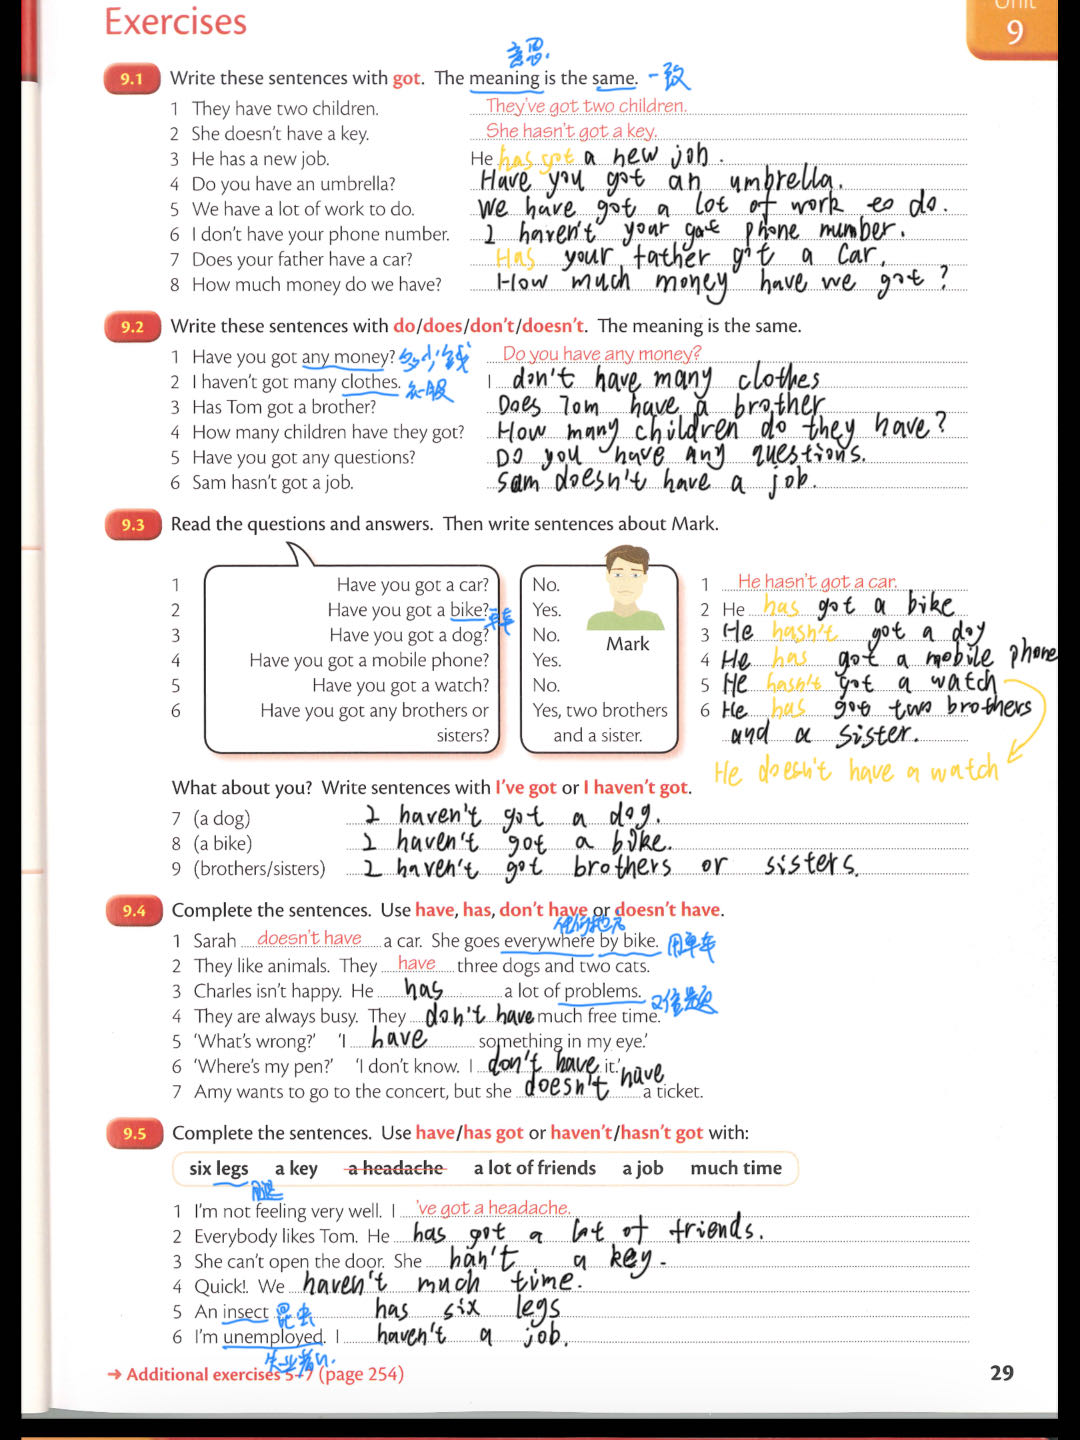 Exercises
Unit
9
意思.
9.1 Write these sentences with got. The meaning is the same. 一致
1 They have two children. They've got two children.
2 She doesn't have a key. She hasn't got a key.
3 He has a new job. He has got a new job.
4 Do you have an umbrella? Have you got an umbrella.
5 We have a lot of work to do. We have got a lot of work to do.
6 I don't have your phone number. I haven't your got phone number.
7 Does your father have a car? Has your father got a car.
8 How much money do we have? How much money have we got?
9.2 Write these sentences with do/does/don't/doesn't. The meaning is the same.
1 Have you got any money? 多少钱 Do you have any money?
2 I haven't got many clothes. 衣服 I don't have many clothes
3 Has Tom got a brother? Does Tom have a brother
4 How many children have they got? How many children do they have?
5 Have you got any questions? Do you have any questions.
6 Sam hasn't got a job. Sam doesn't have a job.
9.3 Read the questions and answers. Then write sentences about Mark.
1 Have you got a car? No. 1 He hasn't got a car.
2 Have you got a bike? 单车 Yes. 2 He has got a bike
3 Have you got a dog? No. Mark 3 He hasn't got a dog
4 Have you got a mobile phone? Yes. 4 He has got a mobile phone
5 Have you got a watch? No. 5 He hasn't got a watch
6 Have you got any brothers or Yes, two brothers 6 He has got two brothers
sisters? and a sister. and a sister.
He doesn't have a watch
What about you? Write sentences with I've got or I haven't got.
7 (a dog) I haven't got a dog.
8 (a bike) I haven't got a bike.
9 (brothers/sisters) I haven't got brothers or sisters.
9.4 Complete the sentences. Use have, has, don't have or doesn't have.
1 Sarah doesn't have a car. She goes everywhere by bike. 用单车
2 They like animals. They have three dogs and two cats.
3 Charles isn't happy. He has a lot of problems. 问题
4 They are always busy. They don't have much free time.
5 'What's wrong?' 'I have something in my eye.'
6 'Where's my pen?' 'I don't know. I don't have it.'
7 Amy wants to go to the concert, but she doesn't have a ticket.
9.5 Complete the sentences. Use have/has got or haven't/hasn't got with:
six legs a key a headache a lot of friends a job much time
腿
1 I'm not feeling very well. I 've got a headache.
2 Everybody likes Tom. He has got a lot of friends.
3 She can't open the door. She han't a key.
4 Quick!. We haven't much time.
5 An insect 昆虫 has six legs
6 I'm unemployed. I haven't a job.
失业者
→ Additional exercises 5–7 (page 254)
29